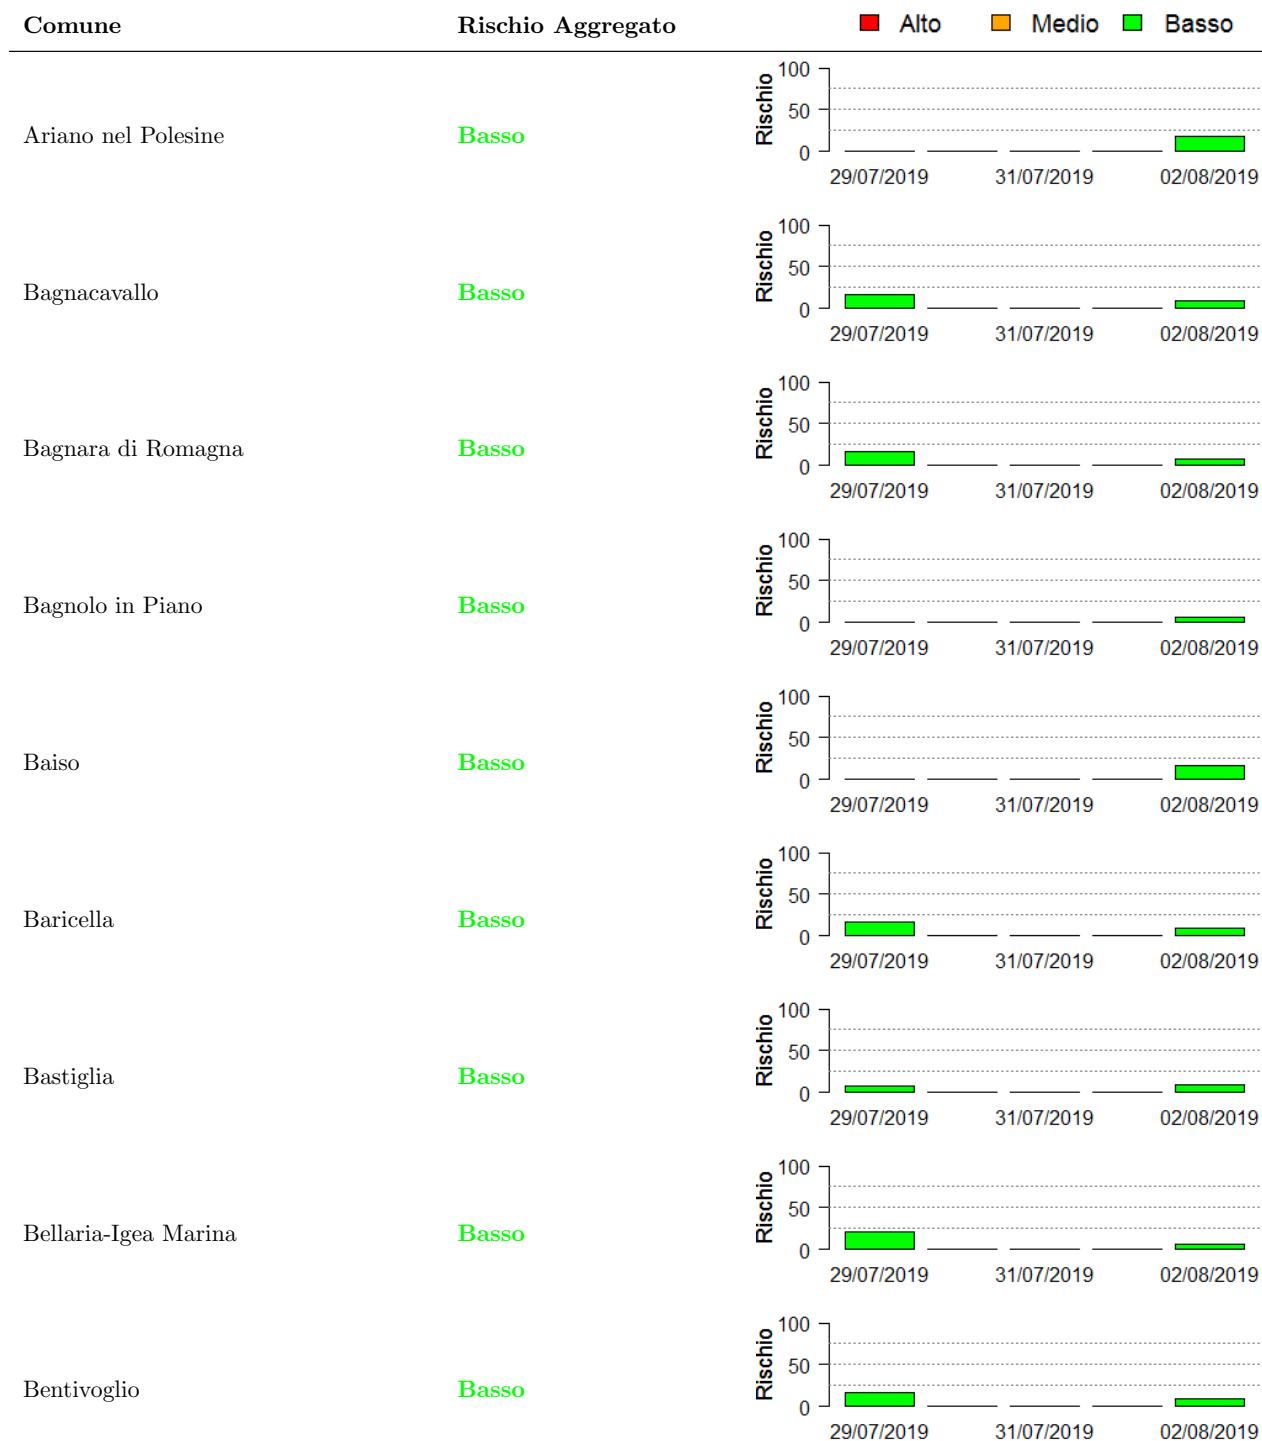 Comune Rischio Aggregato Alto Medio Basso
Ariano nel Polesine Basso Rischio 100 50 0
29/07/2019 31/07/2019 02/08/2019
Bagnacavallo Basso Rischio 100 50 0
29/07/2019 31/07/2019 02/08/2019
Bagnara di Romagna Basso Rischio 100 50 0
29/07/2019 31/07/2019 02/08/2019
Bagnolo in Piano Basso Rischio 100 50 0
29/07/2019 31/07/2019 02/08/2019
Baiso Basso Rischio 100 50 0
29/07/2019 31/07/2019 02/08/2019
Baricella Basso Rischio 100 50 0
29/07/2019 31/07/2019 02/08/2019
Bastiglia Basso Rischio 100 50 0
29/07/2019 31/07/2019 02/08/2019
Bellaria-Igea Marina Basso Rischio 100 50 0
29/07/2019 31/07/2019 02/08/2019
Bentivoglio Basso Rischio 100 50 0
29/07/2019 31/07/2019 02/08/2019